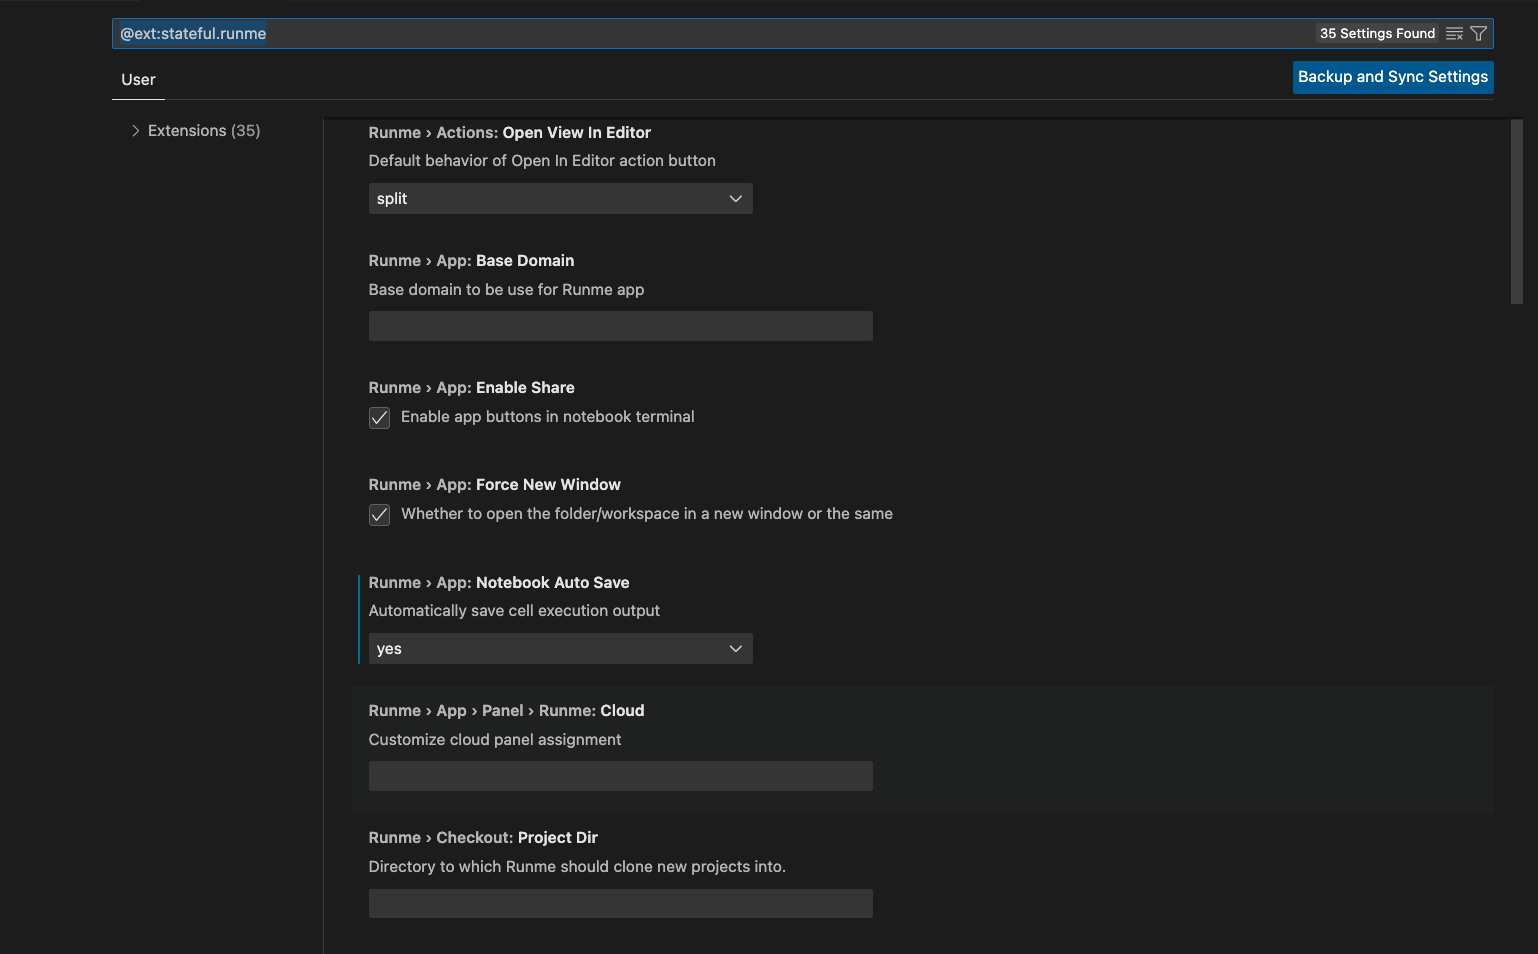 @ext:stateful.runme
35 Settings Found
User
Backup and Sync Settings
Extensions (35)
Runme › Actions: Open View In Editor
Default behavior of Open In Editor action button
split
Runme › App: Base Domain
Base domain to be use for Runme app
Runme › App: Enable Share
Enable app buttons in notebook terminal
Runme › App: Force New Window
Whether to open the folder/workspace in a new window or the same
Runme › App: Notebook Auto Save
Automatically save cell execution output
yes
Runme › App › Panel › Runme: Cloud
Customize cloud panel assignment
Runme › Checkout: Project Dir
Directory to which Runme should clone new projects into.